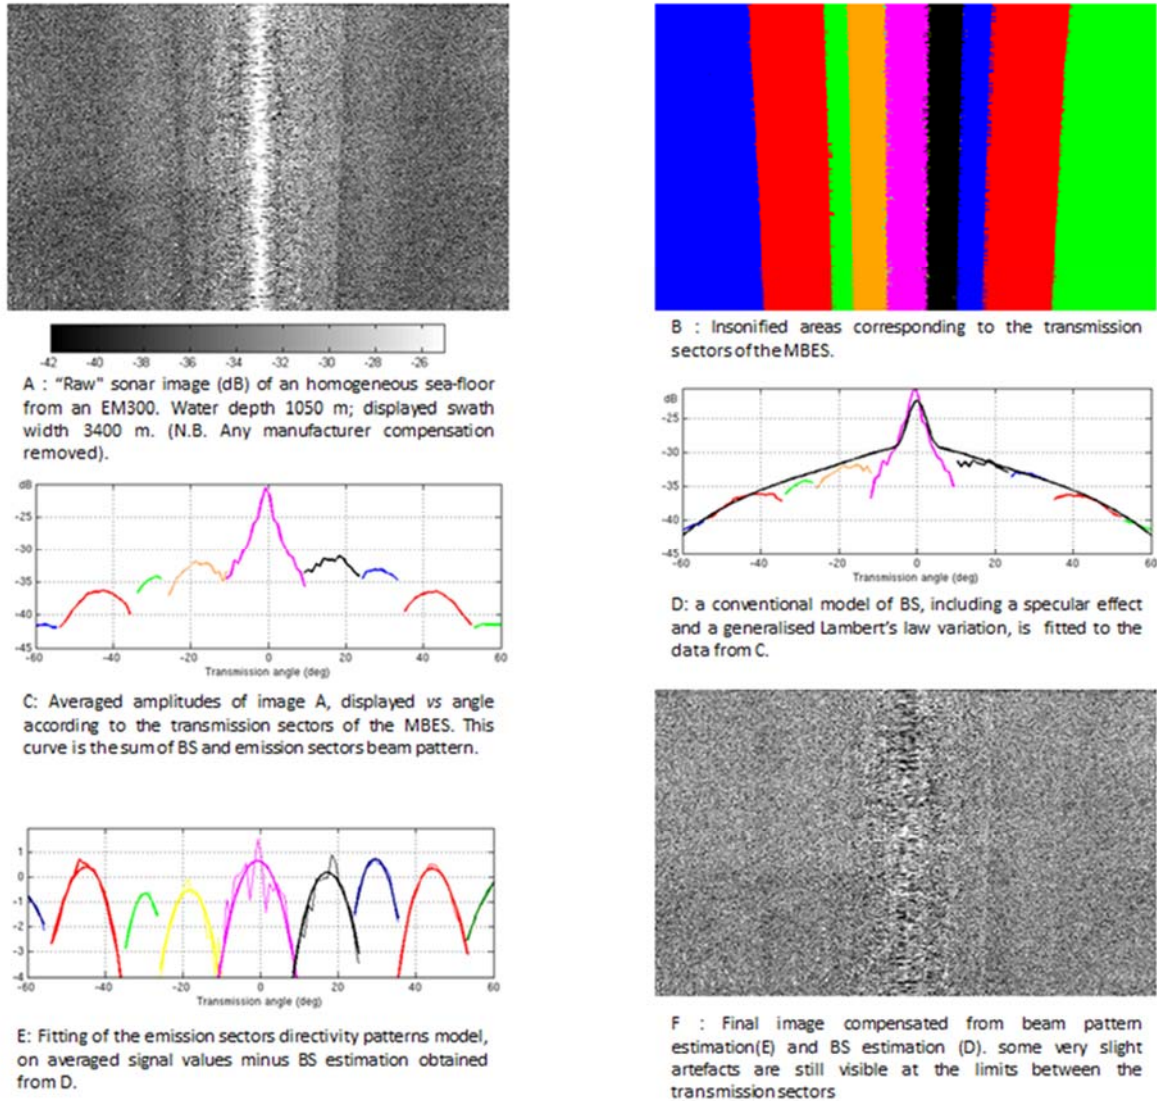 -42 -40 -38 -36 -34 -32 -30 -28 -26
A : "Raw" sonar image (dB) of an homogeneous sea-floor
from an EM300. Water depth 1050 m; displayed swath
width 3400 m. (N.B. Any manufacturer compensation
removed).
B : Insonified areas corresponding to the transmission
sectors of the MBES.
dB
-25
-30
-35
-40
-45
-60 -40 -20 0 20 40 60
Transmission angle (deg)
C: Averaged amplitudes of image A, displayed vs angle
according to the transmission sectors of the MBES. This
curve is the sum of BS and emission sectors beam pattern.
dB
-25
-30
-35
-40
-45
-60 -40 -20 0 20 40 60
Transmission angle (deg)
D: a conventional model of BS, including a specular effect
and a generalised Lambert's law variation, is fitted to the
data from C.
1
0
-1
-2
-3
-4
-60 -40 -20 0 20 40 60
Transmission angle (deg)
E: Fitting of the emission sectors directivity patterns model,
on averaged signal values minus BS estimation obtained
from D.
F : Final image compensated from beam pattern
estimation(E) and BS estimation (D). some very slight
artefacts are still visible at the limits between the
transmission sectors